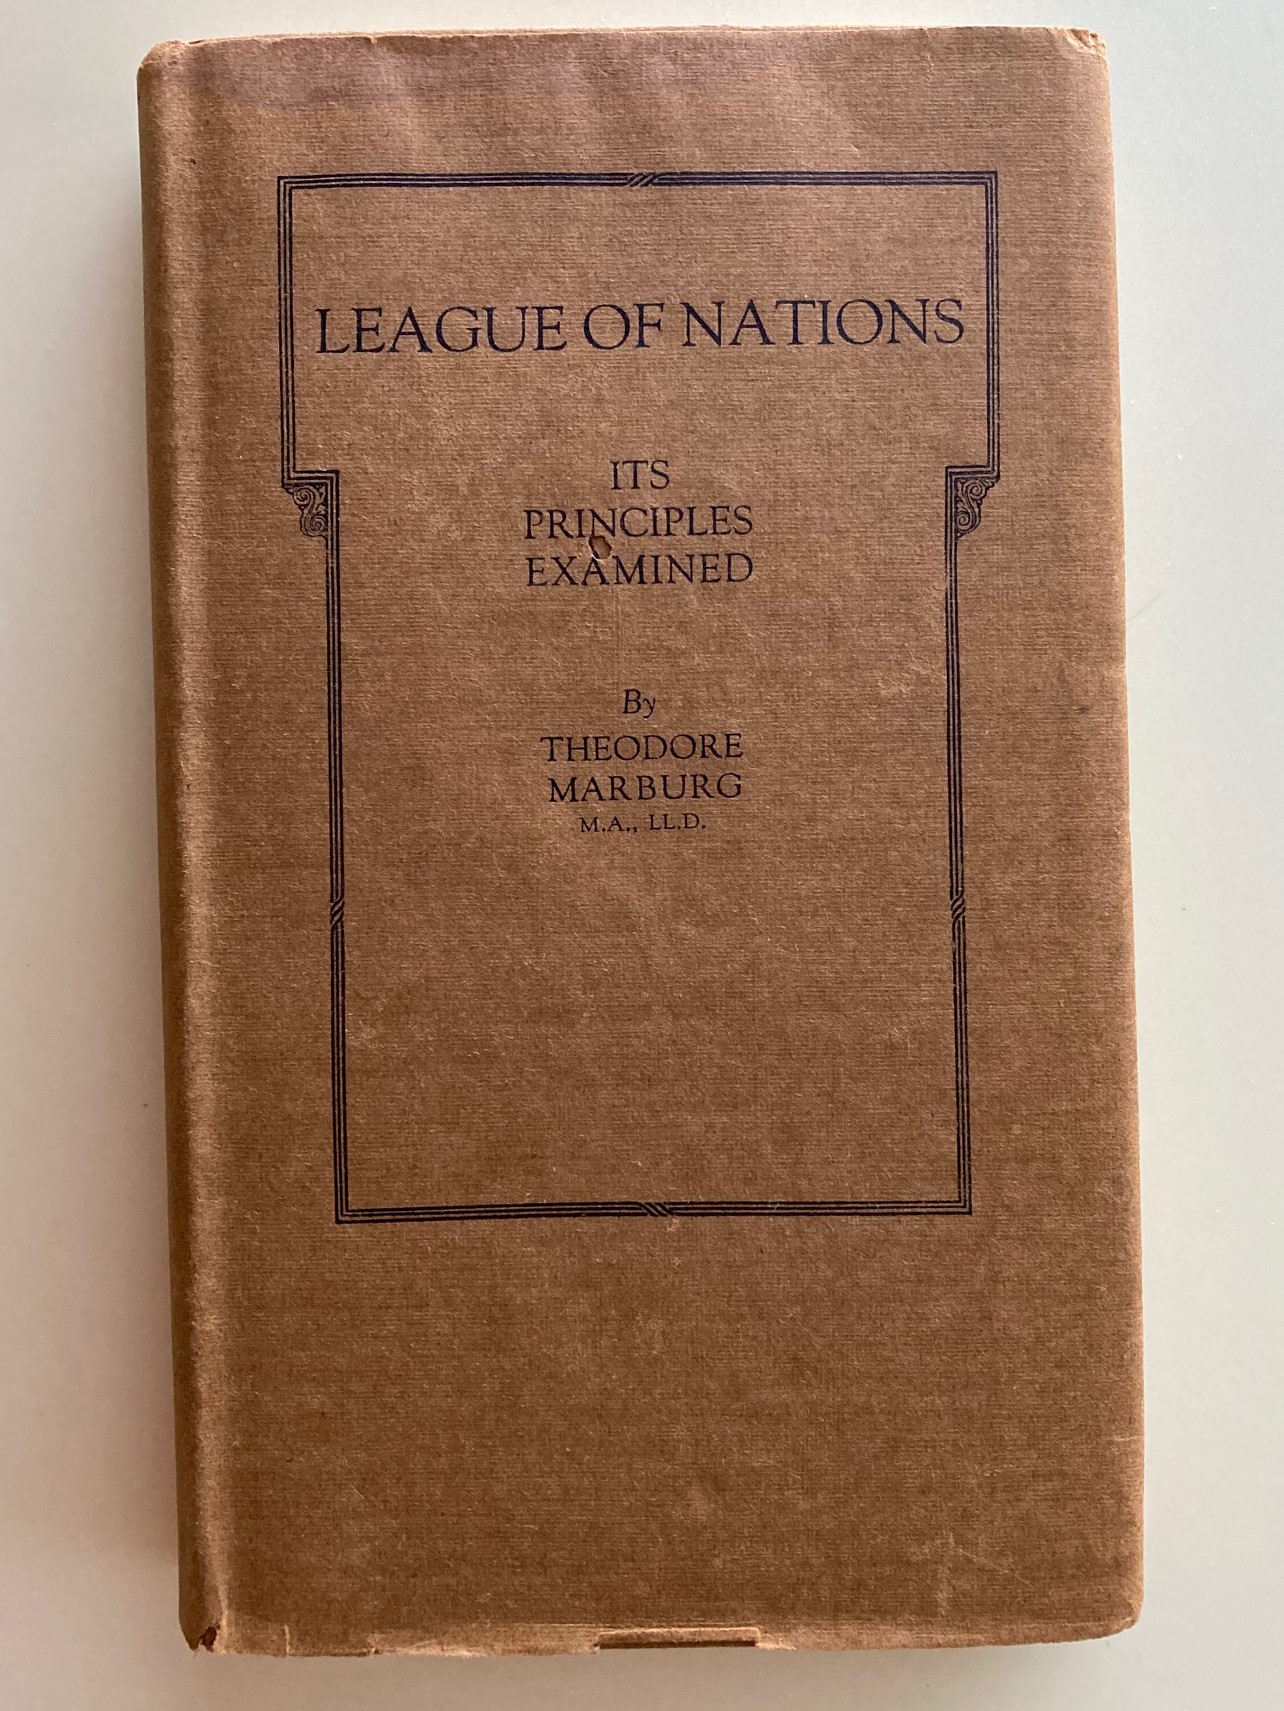 LEAGUE OF NATIONS
ITS
PRINCIPLES
EXAMINED
By
THEODORE
MARBURG
M.A., LL.D.